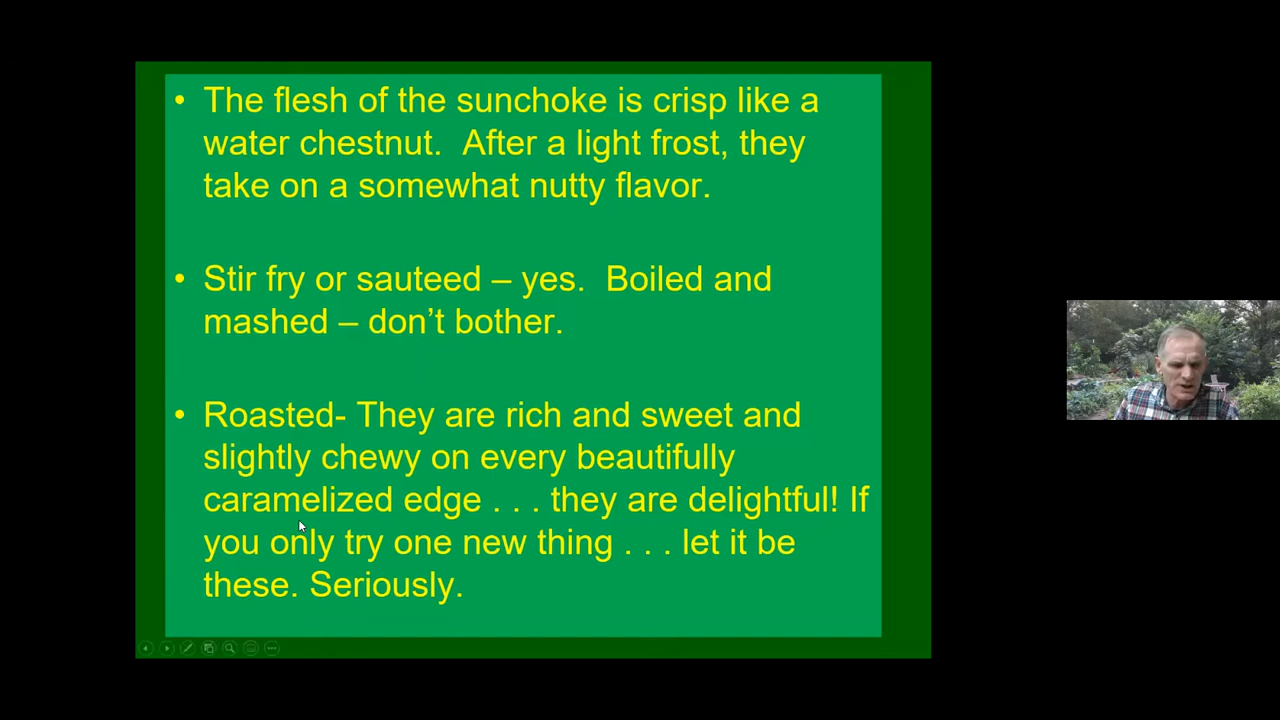 • The flesh of the sunchoke is crisp like a
water chestnut.  After a light frost, they
take on a somewhat nutty flavor.
• Stir fry or sauteed – yes.  Boiled and
mashed – don’t bother.
• Roasted- They are rich and sweet and
slightly chewy on every beautifully
caramelized edge . . . they are delightful! If
you only try one new thing . . . let it be
these. Seriously.